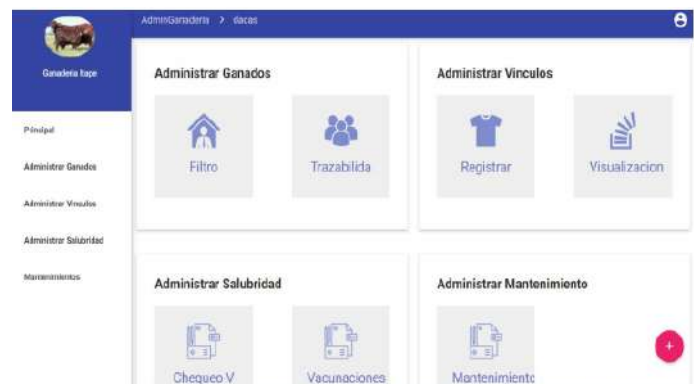 AdminGanaderia > dacas
Ganaderia Itape
Principal
Administrar Ganados
Administrar Vinculos
Administrar Salubridad
Mantenimientos
Administrar Ganados
Filtro
Trazabilida
Administrar Vinculos
Registrar
Visualizacion
Administrar Salubridad
Chequeo V
Vacunaciones
Administrar Mantenimiento
Mantenimiento
+